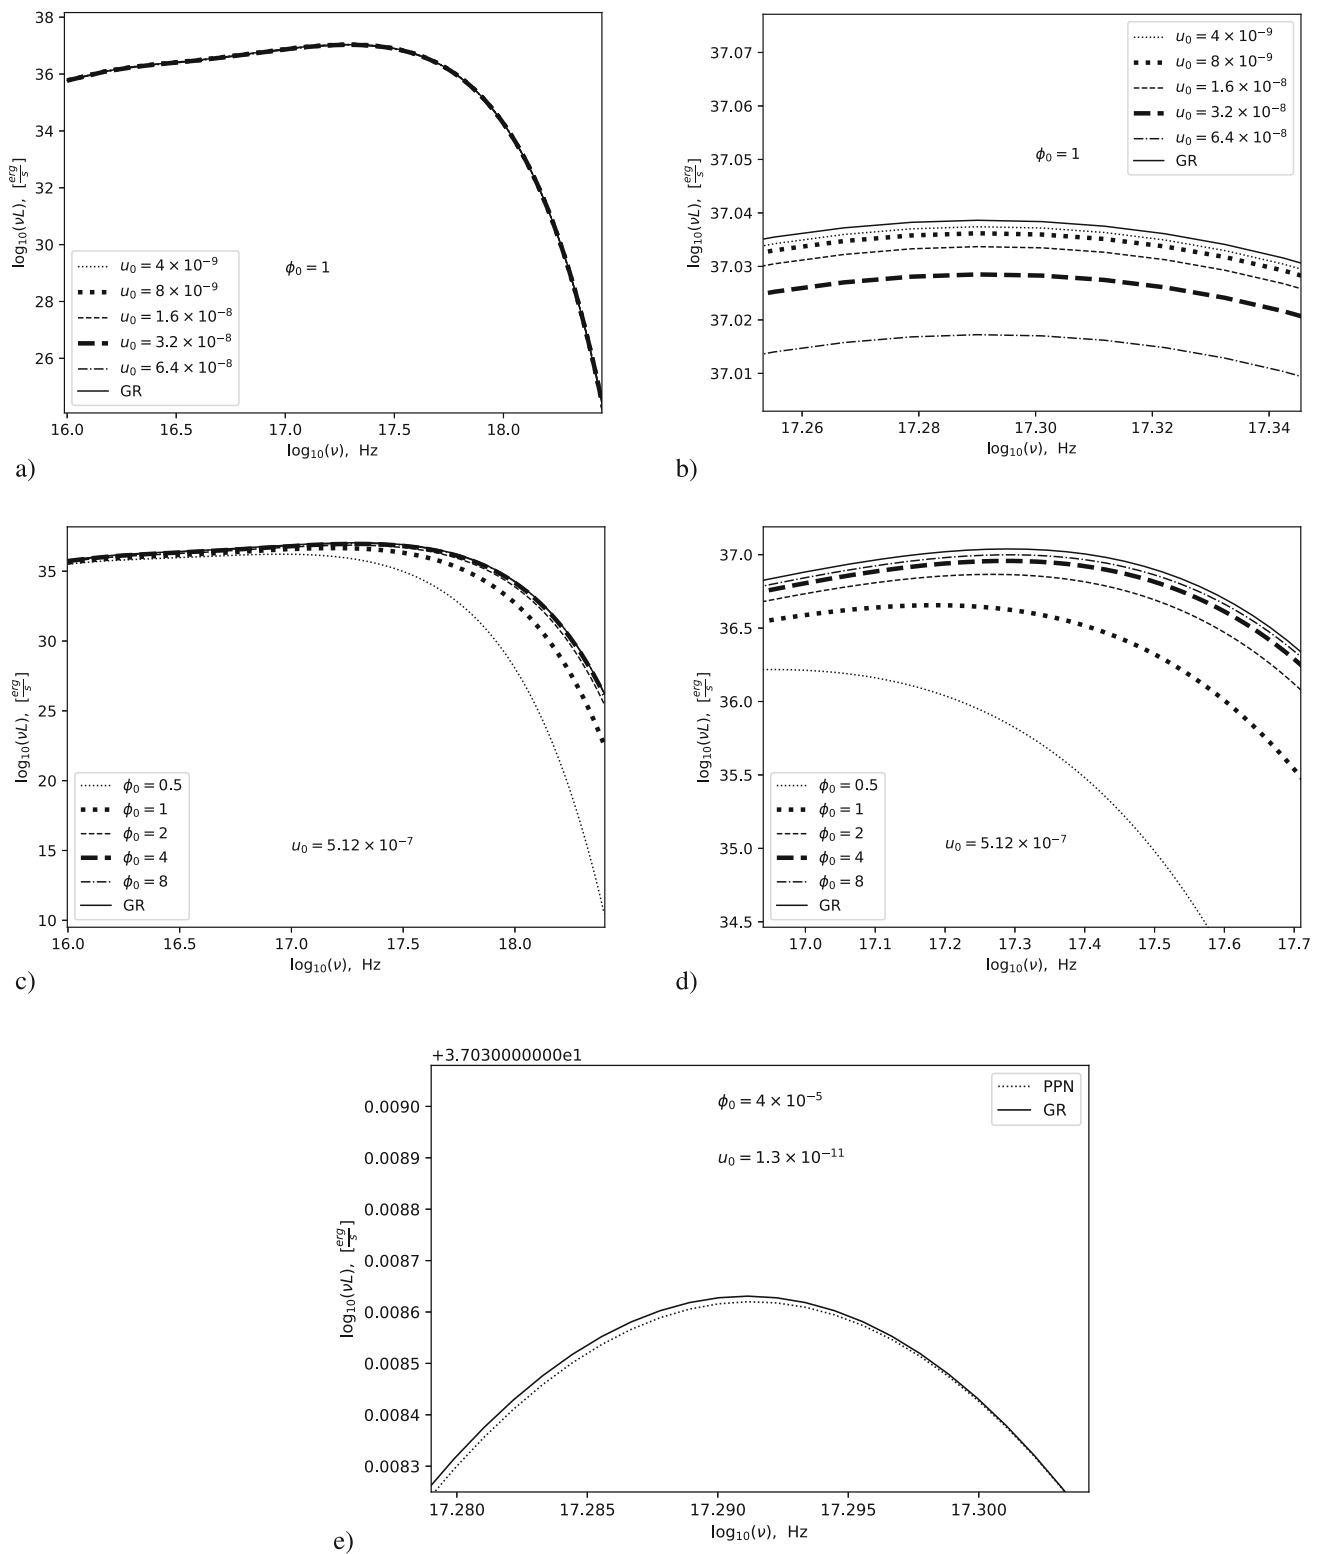 38
36
34
32
30
28
26
log₁₀(νL), [erg/s]
u₀ = 4 × 10⁻⁹
u₀ = 8 × 10⁻⁹
u₀ = 1.6 × 10⁻⁸
u₀ = 3.2 × 10⁻⁸
u₀ = 6.4 × 10⁻⁸
GR
ϕ₀ = 1
16.0 16.5 17.0 17.5 18.0
log₁₀(ν), Hz
a)
37.07
37.06
37.05
37.04
37.03
37.02
37.01
log₁₀(νL), [erg/s]
u₀ = 4 × 10⁻⁹
u₀ = 8 × 10⁻⁹
u₀ = 1.6 × 10⁻⁸
u₀ = 3.2 × 10⁻⁸
u₀ = 6.4 × 10⁻⁸
GR
ϕ₀ = 1
17.26 17.28 17.30 17.32 17.34
log₁₀(ν), Hz
b)
35
30
25
20
15
10
log₁₀(νL), [erg/s]
ϕ₀ = 0.5
ϕ₀ = 1
ϕ₀ = 2
ϕ₀ = 4
ϕ₀ = 8
GR
u₀ = 5.12 × 10⁻⁷
16.0 16.5 17.0 17.5 18.0
log₁₀(ν), Hz
c)
37.0
36.5
36.0
35.5
35.0
34.5
log₁₀(νL), [erg/s]
ϕ₀ = 0.5
ϕ₀ = 1
ϕ₀ = 2
ϕ₀ = 4
ϕ₀ = 8
GR
u₀ = 5.12 × 10⁻⁷
17.0 17.1 17.2 17.3 17.4 17.5 17.6 17.7
log₁₀(ν), Hz
d)
+3.7030000000e1
0.0090
0.0089
0.0088
0.0087
0.0086
0.0085
0.0084
0.0083
log₁₀(νL), [erg/s]
ϕ₀ = 4 × 10⁻⁵
u₀ = 1.3 × 10⁻¹¹
PPN
GR
17.280 17.285 17.290 17.295 17.300
log₁₀(ν), Hz
e)